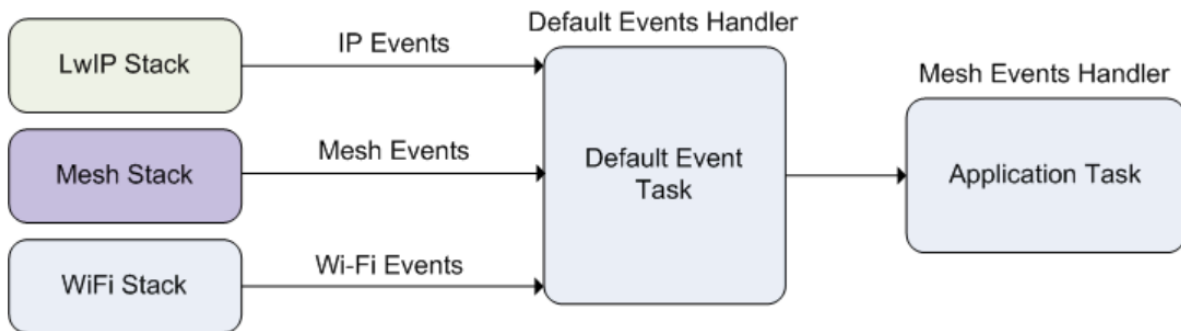 Default Events Handler
LwIP Stack
IP Events
Mesh Events Handler
Mesh Stack
Mesh Events
Default Event
Task
Application Task
WiFi Stack
Wi-Fi Events